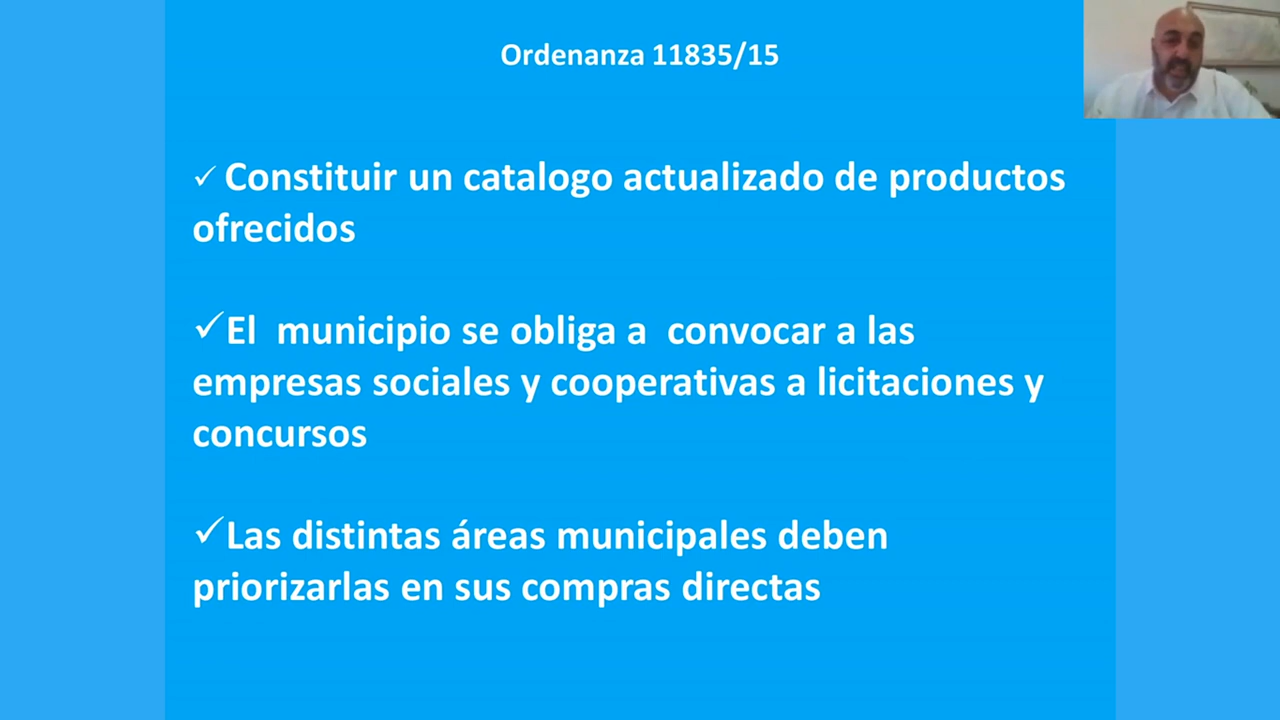 Ordenanza 11835/15
✓ Constituir un catalogo actualizado de productos
ofrecidos
✓El municipio se obliga a convocar a las
empresas sociales y cooperativas a licitaciones y
concursos
✓Las distintas áreas municipales deben
priorizarlas en sus compras directas